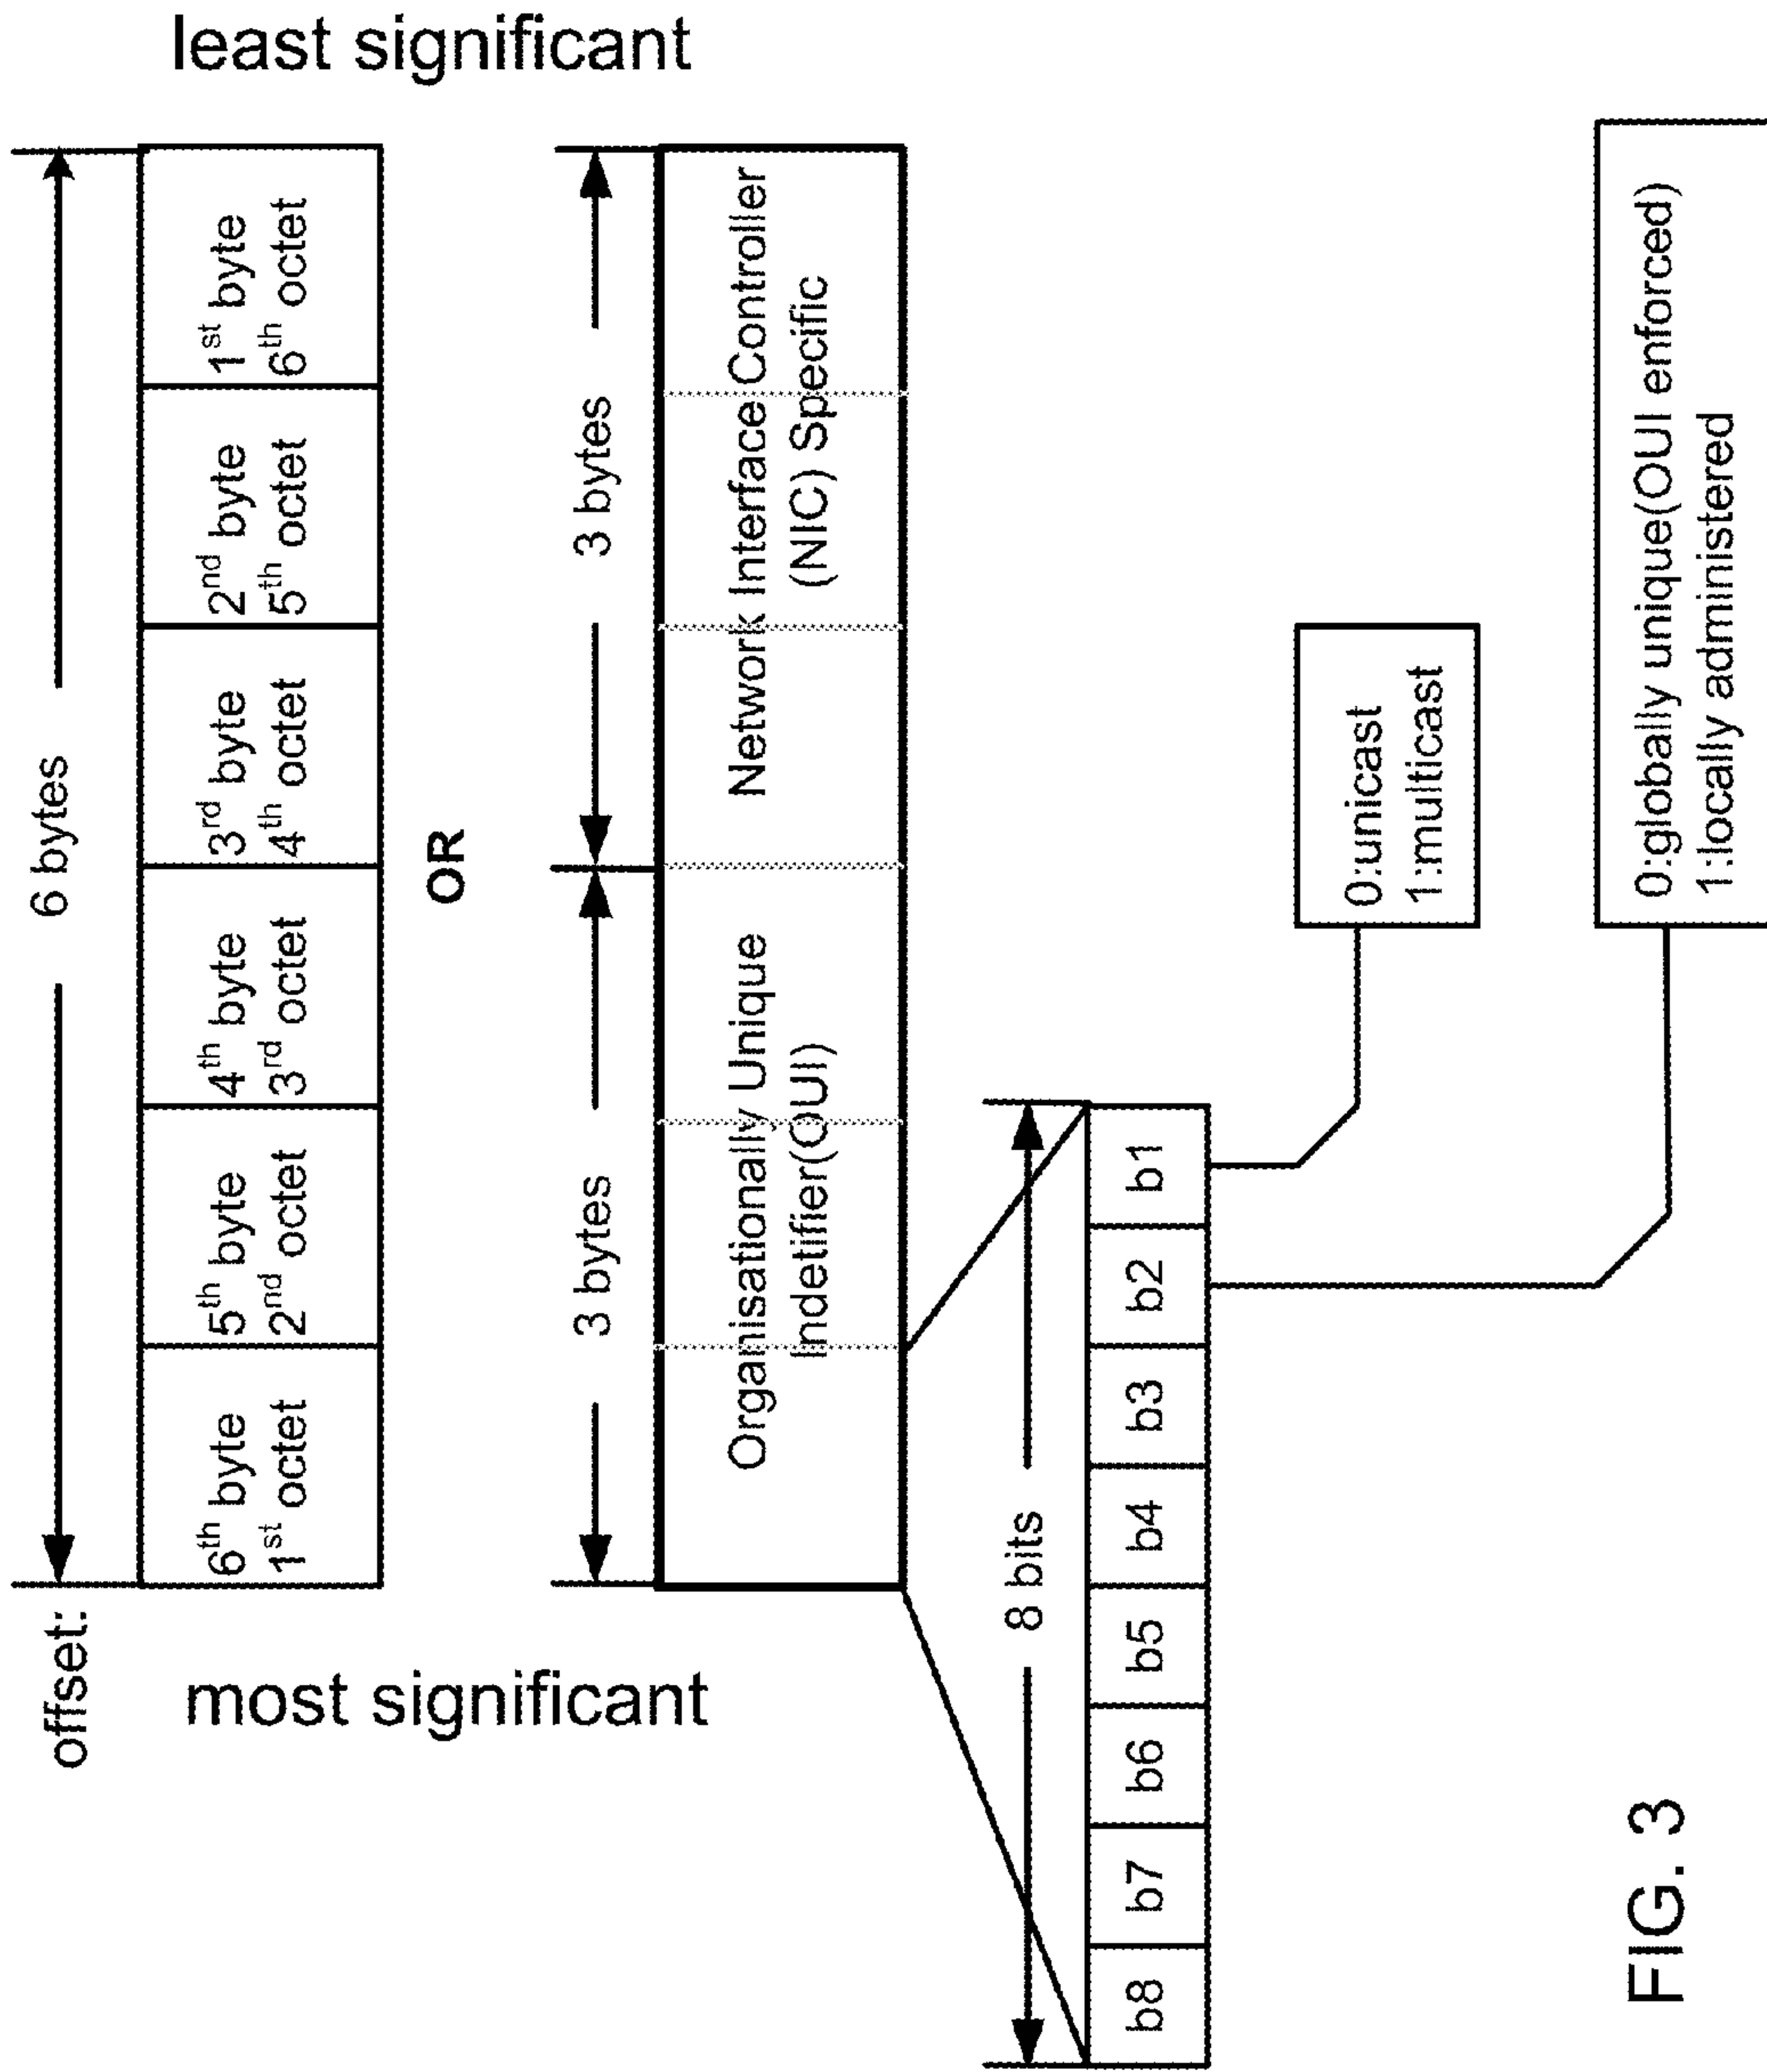 least significant
most significant
offset:
6 bytes
6th byte
1st octet
5th byte
2nd octet
4th byte
3rd octet
3rd byte
4th octet
2nd byte
5th octet
1st byte
6th octet
OR
3 bytes
3 bytes
Organisationally Unique
Indetifier(OUI)
Network Interface Controller
(NIC) Specific
8 bits
b8
b7
b6
b5
b4
b3
b2
b1
0:unicast
1:multicast
0:globally unique(OUI enforced)
1:locally administered
FIG. 3